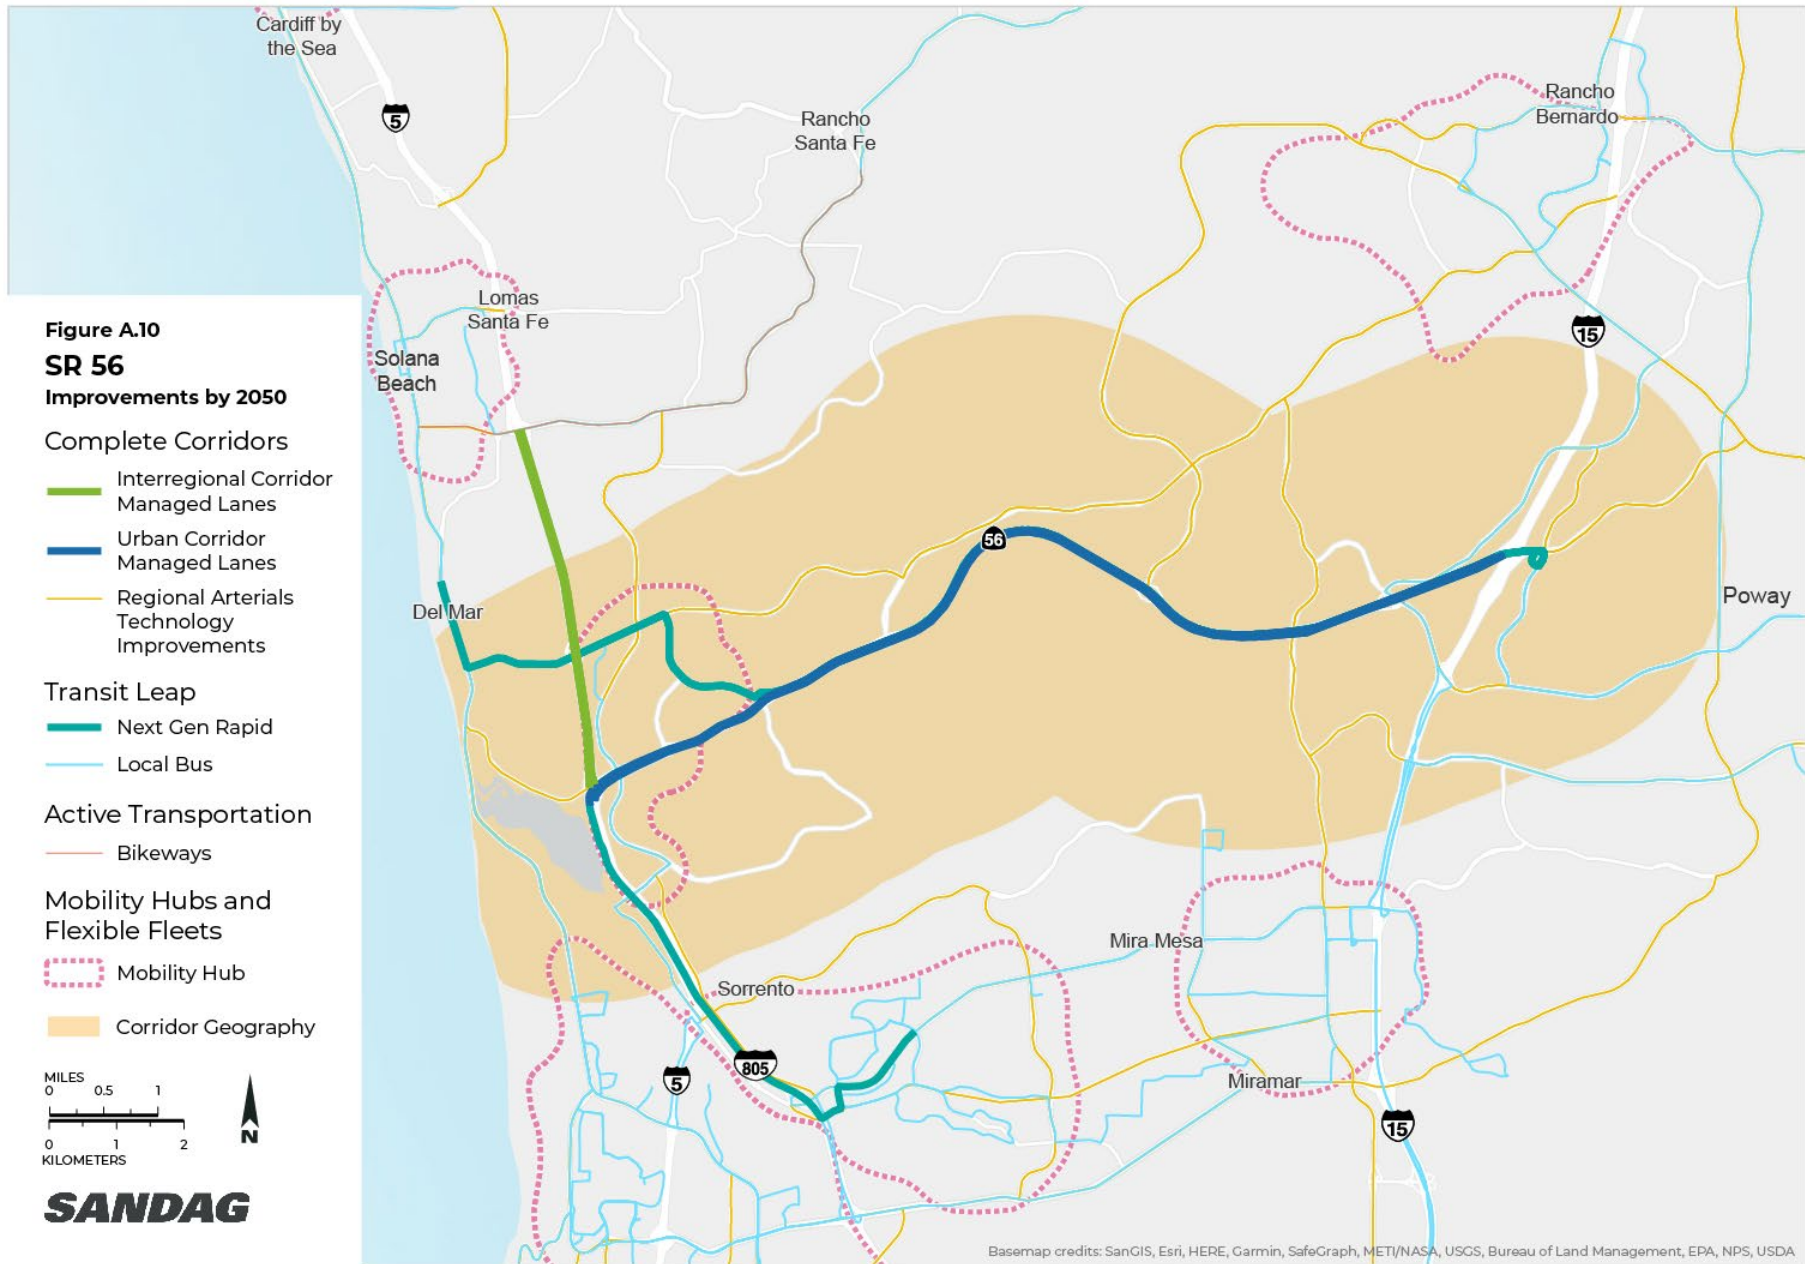 Figure A.10
SR 56
Improvements by 2050
Complete Corridors
Interregional Corridor
Managed Lanes
Urban Corridor
Managed Lanes
Regional Arterials
Technology
Improvements
Transit Leap
Next Gen Rapid
Local Bus
Active Transportation
Bikeways
Mobility Hubs and
Flexible Fleets
Mobility Hub
Corridor Geography
MILES
0 0.5 1
0 1 2
KILOMETERS
N
SANDAG
Cardiff by
the Sea
5
Rancho
Santa Fe
Rancho
Bernardo
Lomas
Santa Fe
Solana
Beach
15
56
Del Mar
Poway
Mira Mesa
Sorrento
805
5
Miramar
15
Basemap credits: SanGIS, Esri, HERE, Garmin, SafeGraph, METI/NASA, USGS, Bureau of Land Management, EPA, NPS, USDA